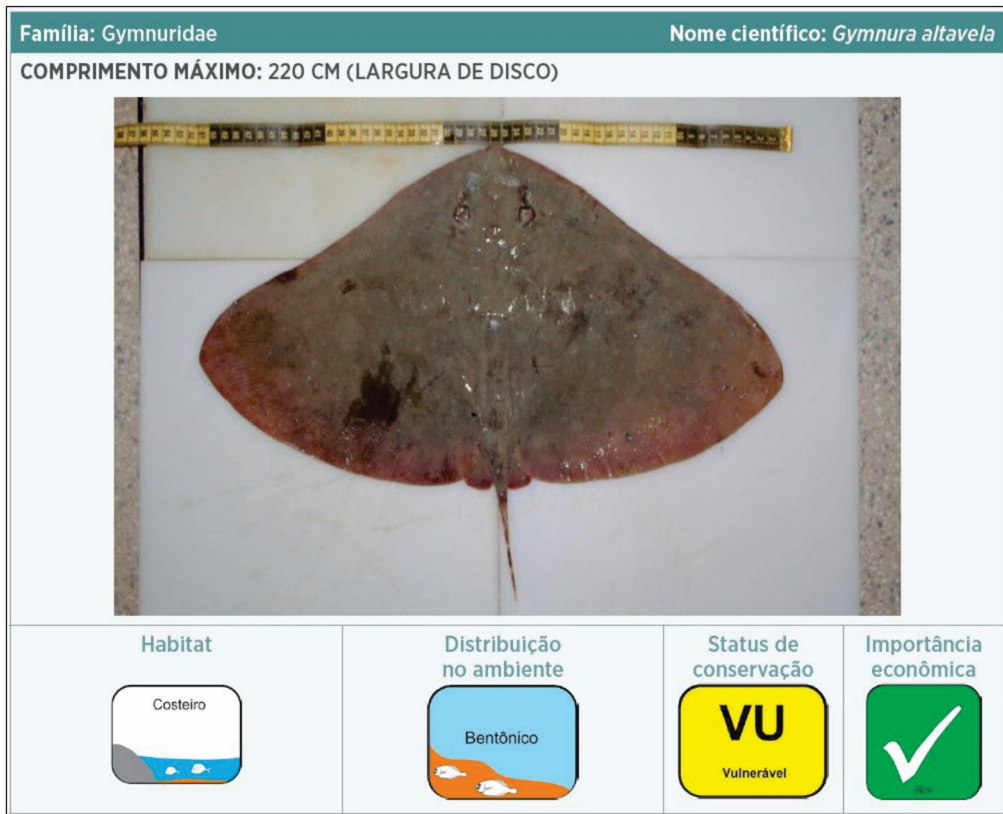 Família: Gymnuridae
Nome científico: Gymnura altavela
COMPRIMENTO MÁXIMO: 220 CM (LARGURA DE DISCO)
Habitat
Distribuição
no ambiente
Status de
conservação
Importância
econômica
Costeiro
Bentônico
VU
Vulnerável
Sim